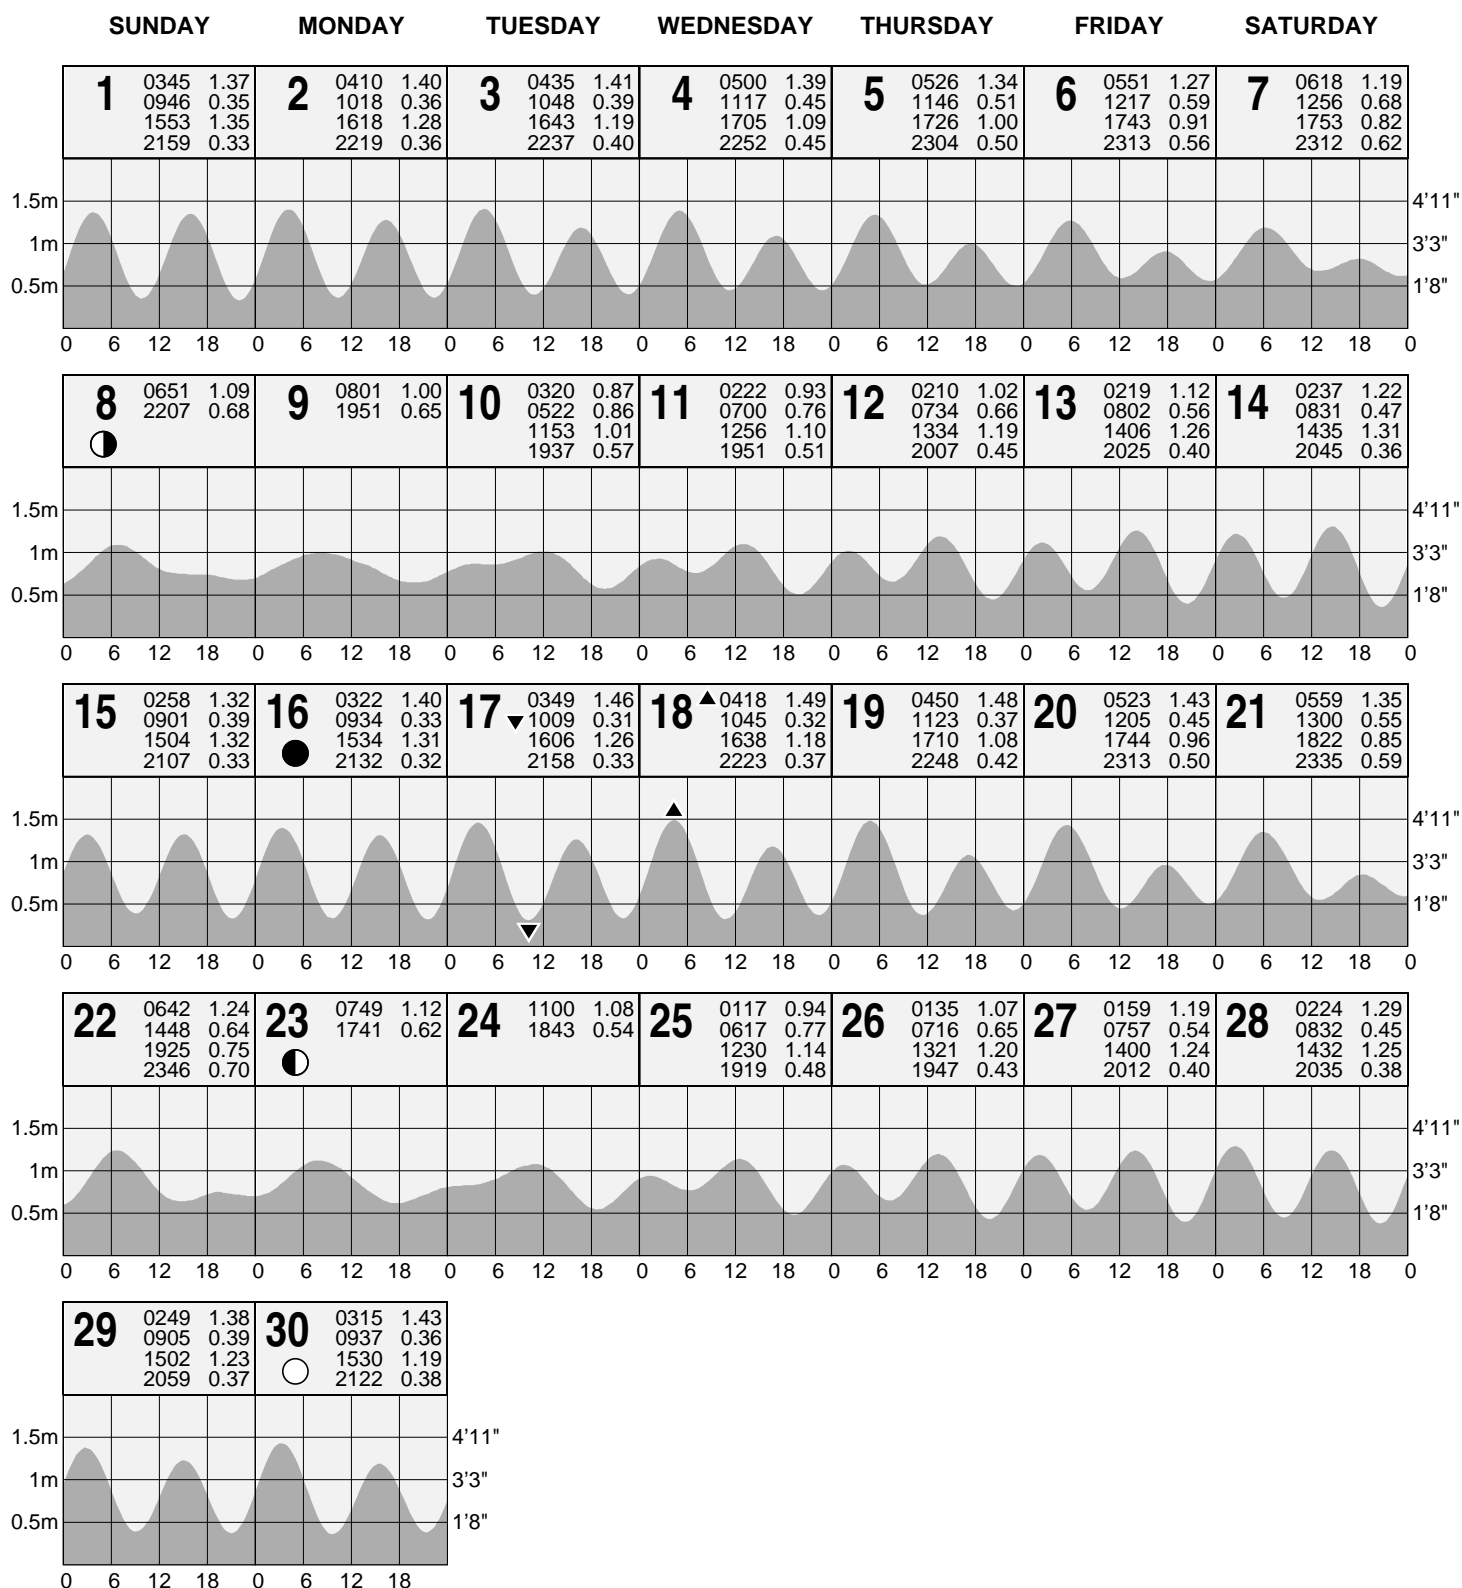 SUNDAY MONDAY TUESDAY WEDNESDAY THURSDAY FRIDAY SATURDAY
1 0345 1.37
0946 0.35
1553 1.35
2159 0.33
2 0410 1.40
1018 0.36
1618 1.28
2219 0.36
3 0435 1.41
1048 0.39
1643 1.19
2237 0.40
4 0500 1.39
1117 0.45
1705 1.09
2252 0.45
5 0526 1.34
1146 0.51
1726 1.00
2304 0.50
6 0551 1.27
1217 0.59
1743 0.91
2313 0.56
7 0618 1.19
1256 0.68
1753 0.82
2312 0.62
1.5m 4'11"
1m 3'3"
0.5m 1'8"
0 6 12 18 0 6 12 18 0 6 12 18 0 6 12 18 0 6 12 18 0 6 12 18 0 6 12 18 0
8 0651 1.09
2207 0.68
9 0801 1.00
1951 0.65
10 0320 0.87
0522 0.86
1153 1.01
1937 0.57
11 0222 0.93
0700 0.76
1256 1.10
1951 0.51
12 0210 1.02
0734 0.66
1334 1.19
2007 0.45
13 0219 1.12
0802 0.56
1406 1.26
2025 0.40
14 0237 1.22
0831 0.47
1435 1.31
2045 0.36
1.5m 4'11"
1m 3'3"
0.5m 1'8"
0 6 12 18 0 6 12 18 0 6 12 18 0 6 12 18 0 6 12 18 0 6 12 18 0 6 12 18 0
15 0258 1.32
0901 0.39
1504 1.32
2107 0.33
16 0322 1.40
0934 0.33
1534 1.31
2132 0.32
17 0349 1.46
1009 0.31
1606 1.26
2158 0.33
18 0418 1.49
1045 0.32
1638 1.18
2223 0.37
19 0450 1.48
1123 0.37
1710 1.08
2248 0.42
20 0523 1.43
1205 0.45
1744 0.96
2313 0.50
21 0559 1.35
1300 0.55
1822 0.85
2335 0.59
1.5m 4'11"
1m 3'3"
0.5m 1'8"
0 6 12 18 0 6 12 18 0 6 12 18 0 6 12 18 0 6 12 18 0 6 12 18 0 6 12 18 0
22 0642 1.24
1448 0.64
1925 0.75
2346 0.70
23 0749 1.12
1741 0.62
24 1100 1.08
1843 0.54
25 0117 0.94
0617 0.77
1230 1.14
1919 0.48
26 0135 1.07
0716 0.65
1321 1.20
1947 0.43
27 0159 1.19
0757 0.54
1400 1.24
2012 0.40
28 0224 1.29
0832 0.45
1432 1.25
2035 0.38
1.5m 4'11"
1m 3'3"
0.5m 1'8"
0 6 12 18 0 6 12 18 0 6 12 18 0 6 12 18 0 6 12 18 0 6 12 18 0 6 12 18 0
29 0249 1.38
0905 0.39
1502 1.23
2059 0.37
30 0315 1.43
0937 0.36
1530 1.19
2122 0.38
1.5m 4'11"
1m 3'3"
0.5m 1'8"
0 6 12 18 0 6 12 18